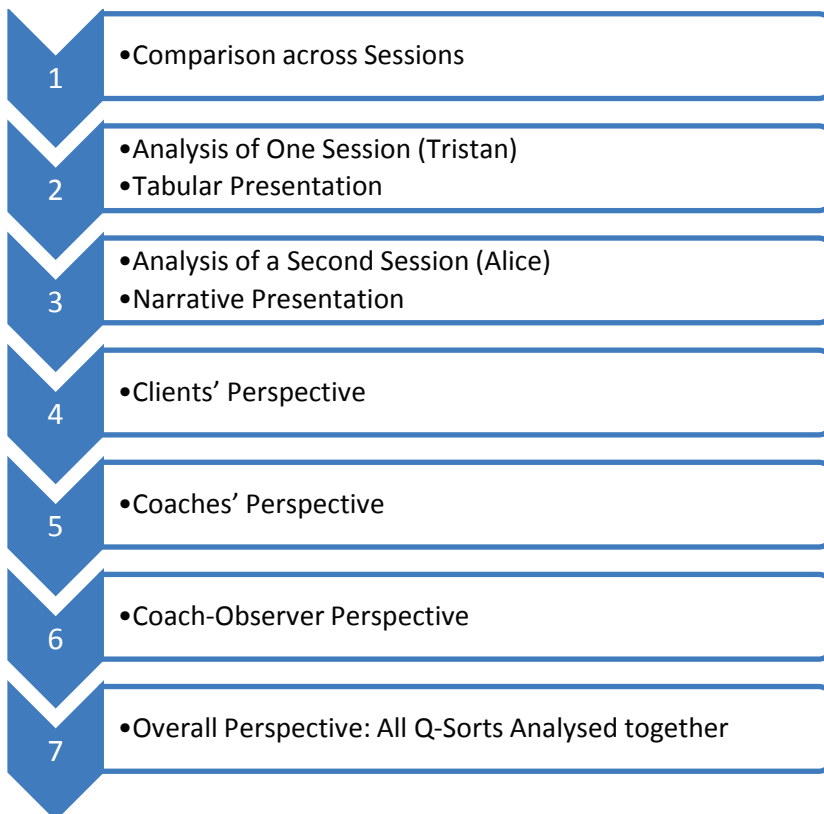 1
•Comparison across Sessions
2
•Analysis of One Session (Tristan)
•Tabular Presentation
3
•Analysis of a Second Session (Alice)
•Narrative Presentation
4
•Clients’ Perspective
5
•Coaches’ Perspective
6
•Coach-Observer Perspective
7
•Overall Perspective: All Q-Sorts Analysed together